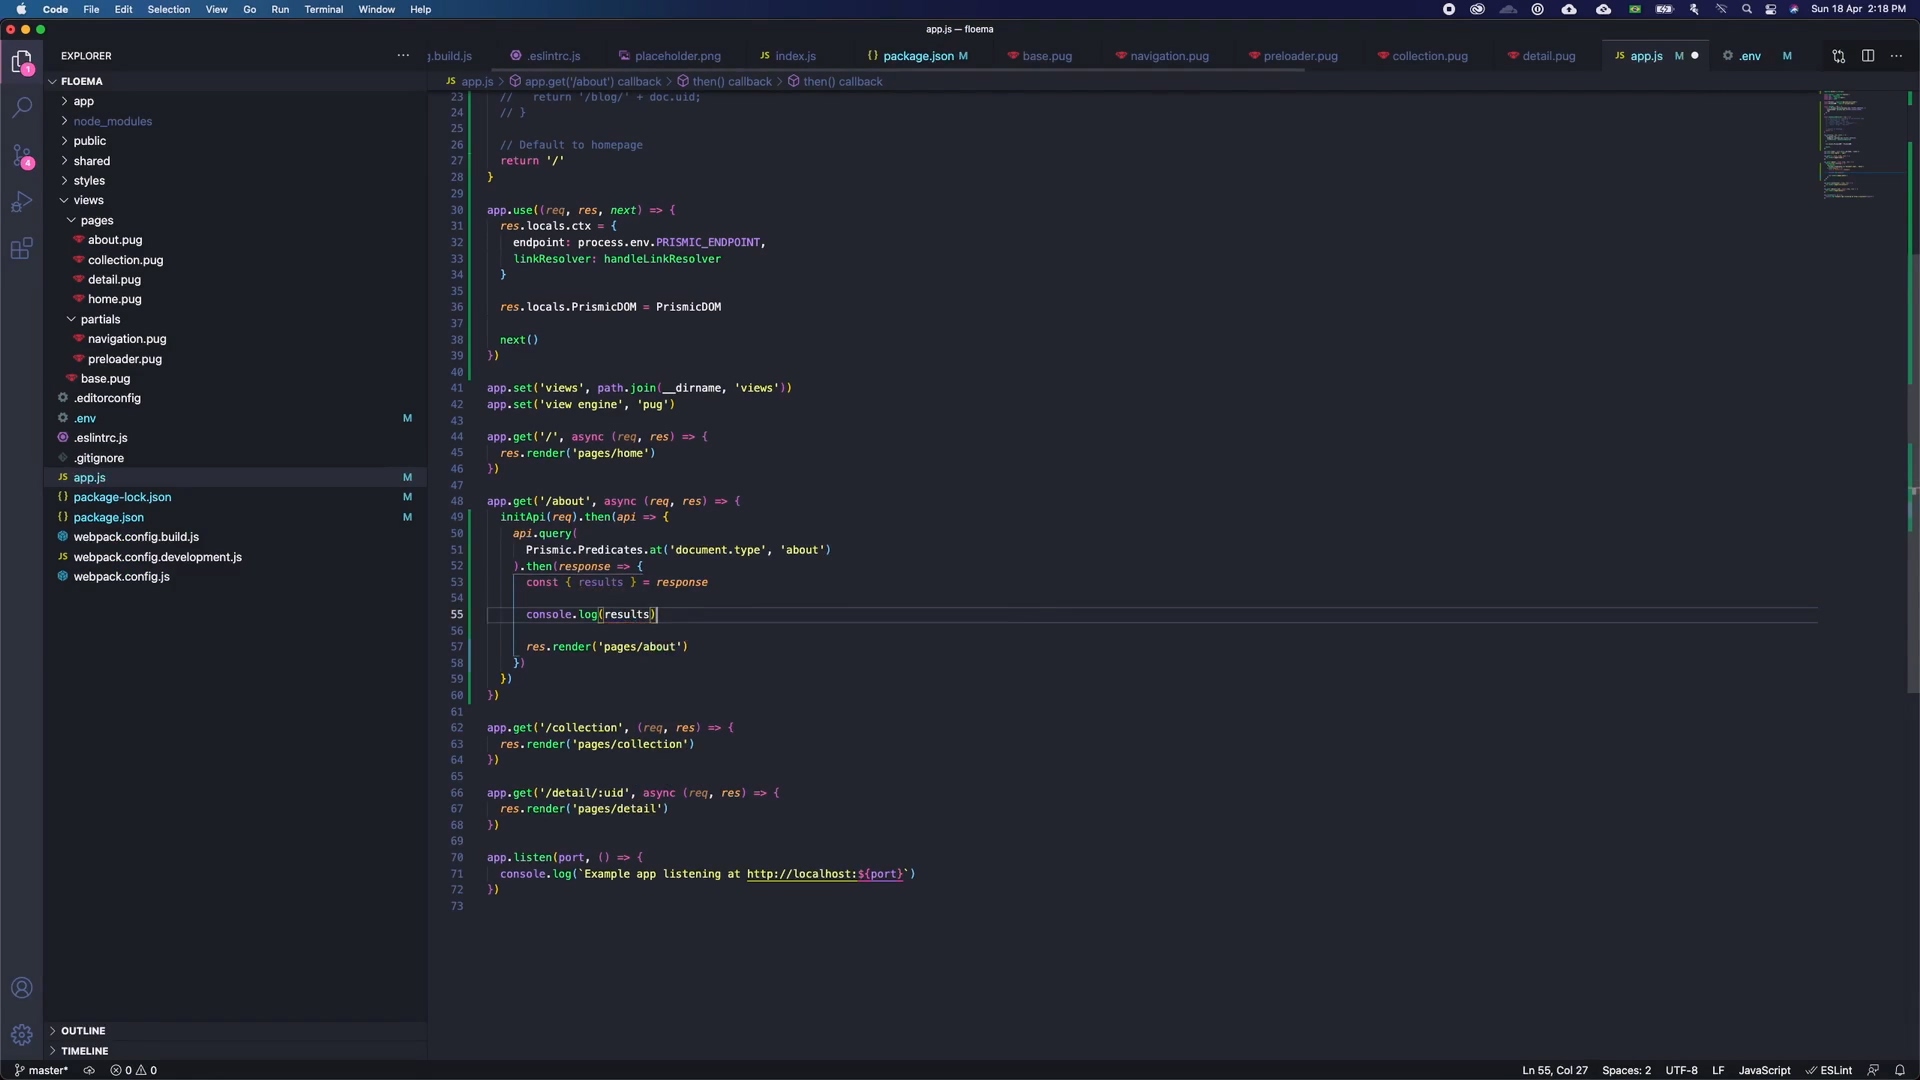 Code File Edit Selection View Go Run Terminal Window Help Sun 18 Apr 2:18 PM
app.js — floema
EXPLORER
g.build.js .eslintrc.js placeholder.png index.js package.json M base.pug navigation.pug preloader.pug collection.pug detail.pug app.js M .env M
app.js > app.get('/about') callback > then() callback > then() callback
1
4
FLOEMA
app
node_modules
public
shared
styles
views
pages
about.pug
collection.pug
detail.pug
home.pug
partials
navigation.pug
preloader.pug
base.pug
.editorconfig
.env M
.eslintrc.js
.gitignore
app.js M
package-lock.json M
package.json M
webpack.config.build.js
webpack.config.development.js
webpack.config.js
OUTLINE
TIMELINE
23 //   return '/blog/' + doc.uid;
24 // }
25
26 // Default to homepage
27 return '/'
28 }
29
30 app.use((req, res, next) => {
31 res.locals.ctx = {
32 endpoint: process.env.PRISMIC_ENDPOINT,
33 linkResolver: handleLinkResolver
34 }
35
36 res.locals.PrismicDOM = PrismicDOM
37
38 next()
39 })
40
41 app.set('views', path.join(__dirname, 'views'))
42 app.set('view engine', 'pug')
43
44 app.get('/', async (req, res) => {
45 res.render('pages/home')
46 })
47
48 app.get('/about', async (req, res) => {
49 initApi(req).then(api => {
50 api.query(
51 Prismic.Predicates.at('document.type', 'about')
52 ).then(response => {
53 const { results } = response
54
55 console.log(results)
56
57 res.render('pages/about')
58 })
59 })
60 })
61
62 app.get('/collection', (req, res) => {
63 res.render('pages/collection')
64 })
65
66 app.get('/detail/:uid', async (req, res) => {
67 res.render('pages/detail')
68 })
69
70 app.listen(port, () => {
71 console.log(`Example app listening at http://localhost:${port}`)
72 })
73
master* 0 0 Ln 55, Col 27 Spaces: 2 UTF-8 LF JavaScript ESLint